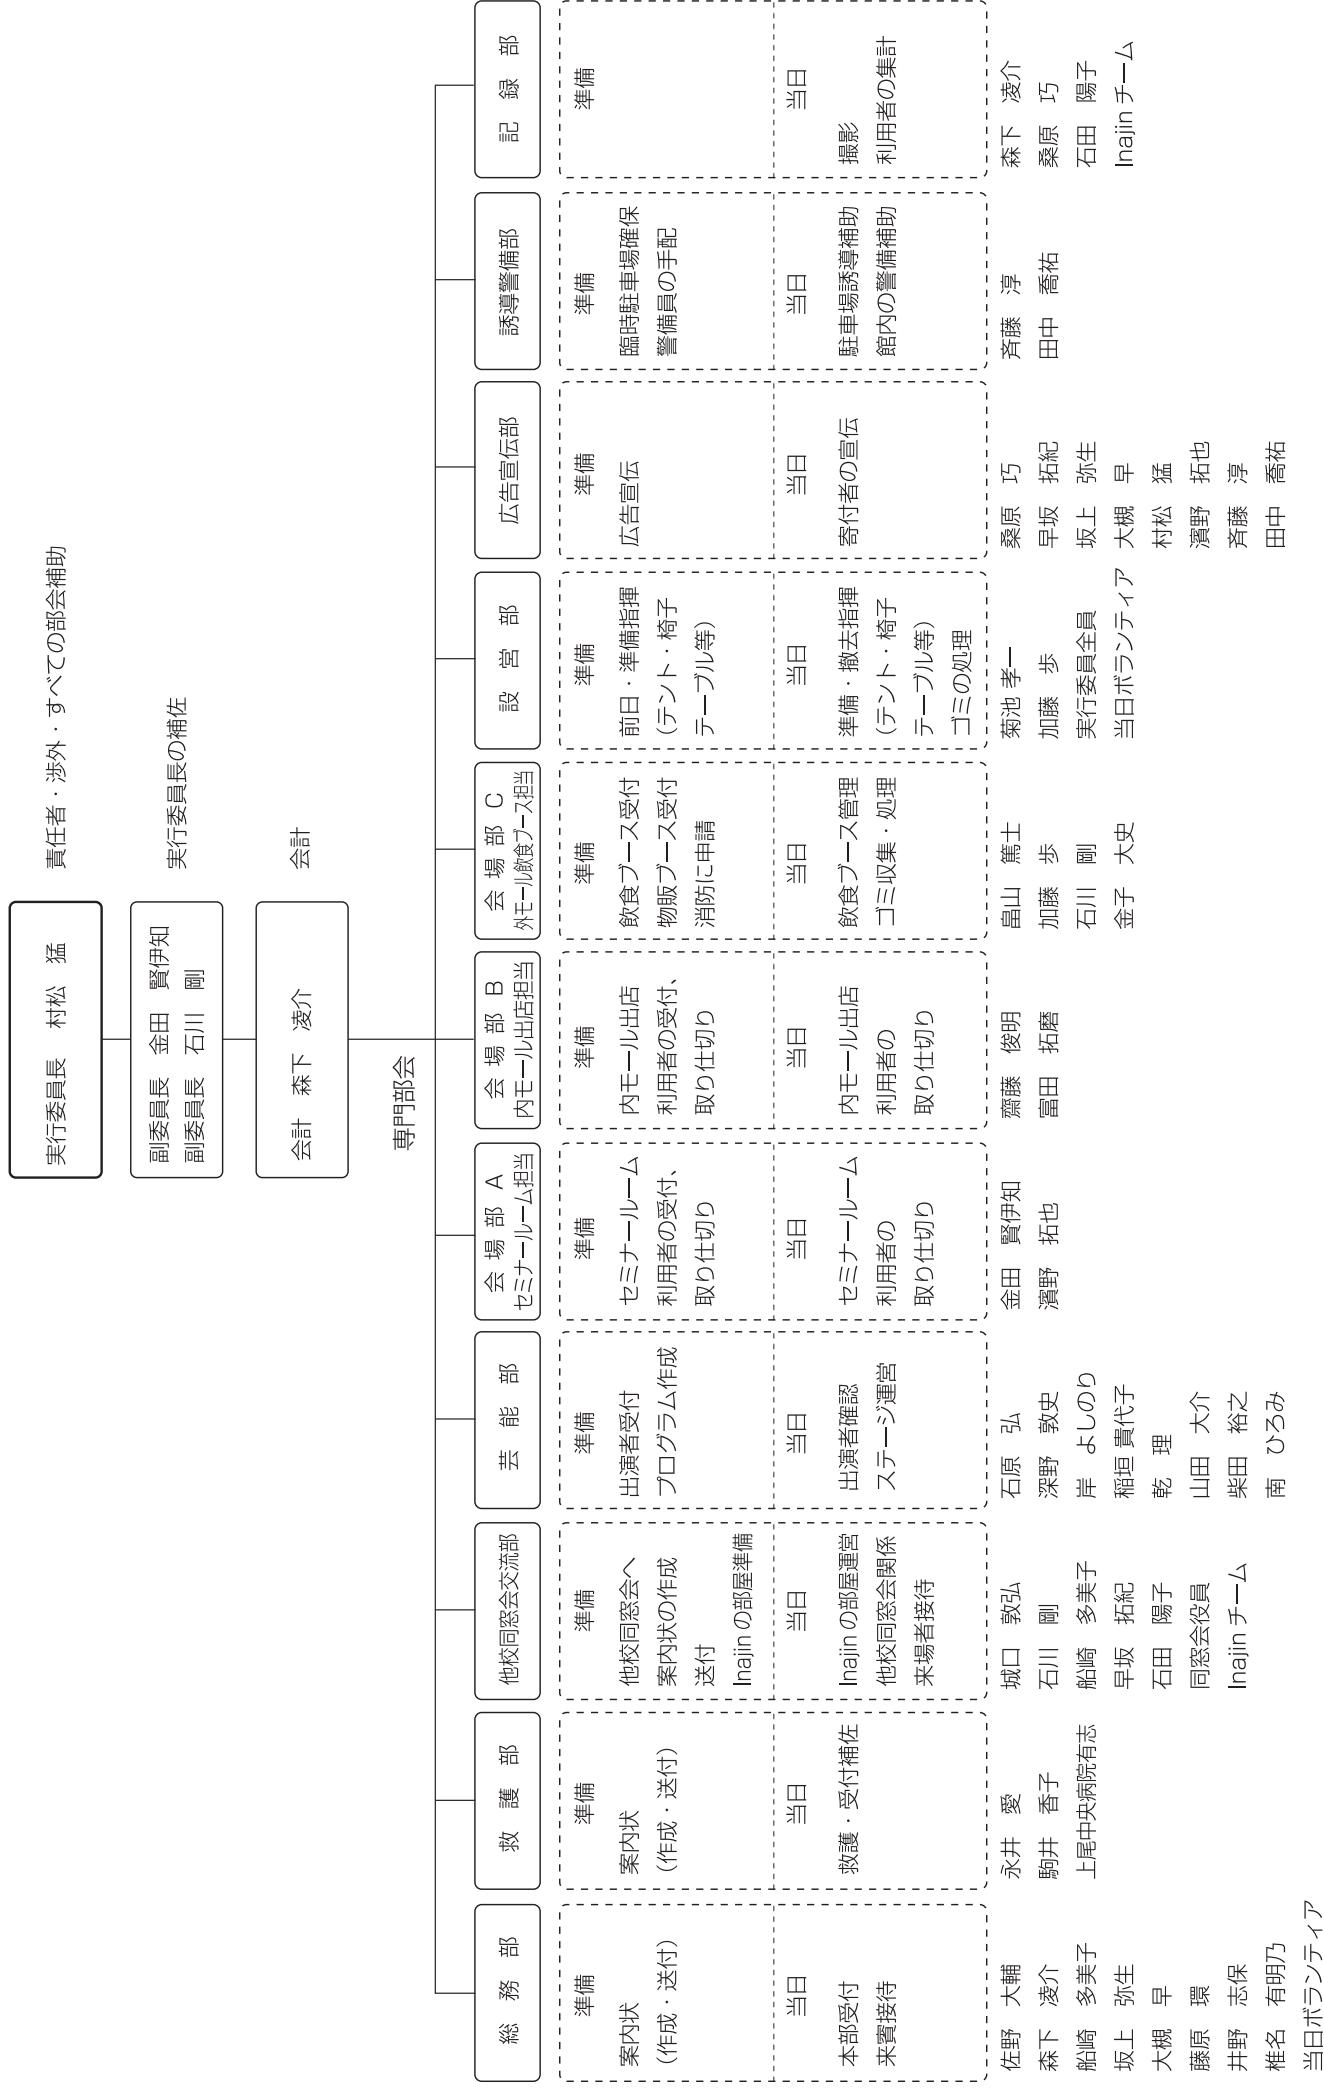 実行委員長　村松　猛
責任者・渉外・すべての部会補助
副委員長　金田　賢伊知
副委員長　石川　剛
実行委員長の補佐
会計　森下　凌介
会計
専門部会
総務部
準備
案内状
（作成・送付）
当日
本部受付
来賓接待
佐野　大輔
森下　凌介
船崎　多美子
坂上　弥生
大槻　早
藤原　環
井野　志保
椎名　有明乃
当日ボランティア
救護部
準備
案内状
（作成・送付）
当日
救護・受付補佐
永井　愛
駒井　香子
上尾中央病院有志
他校同窓会交流部
準備
他校同窓会へ
案内状の作成
送付
Inajinの部屋準備
当日
Inajinの部屋運営
他校同窓会関係
来場者接待
城口　敦弘
石川　剛
船崎　多美子
早坂　拓紀
石田　陽子
同窓会役員
Inajinチーム
芸能部
準備
出演者受付
プログラム作成
当日
出演者確認
ステージ運営
石原　弘
深野　敦史
岸　よしのり
稲垣 貴代子
乾　理
山田　大介
柴田　裕之
南　ひろみ
会場部A
セミナールーム担当
準備
セミナールーム
利用者の受付、
取り仕切り
当日
セミナールーム
利用者の
取り仕切り
金田　賢伊知
濱野　拓也
会場部B
内モール出店担当
準備
内モール出店
利用者の受付、
取り仕切り
当日
内モール出店
利用者の
取り仕切り
齋藤　俊明
富田　拓磨
会場部C
外モール飲食ブース担当
準備
飲食ブース受付
物販ブース受付
消防に申請
当日
飲食ブース管理
ゴミ収集・処理
畠山　篤士
加藤　歩
石川　剛
金子　大史
設営部
準備
前日・準備指揮
（テント・椅子
テーブル等）
当日
準備・撤去指揮
（テント・椅子
テーブル等）
ゴミの処理
菊池 孝一
加藤　歩
実行委員全員
当日ボランティア
広告宣伝部
準備
広告宣伝
当日
寄付者の宣伝
桑原　巧
早坂　拓紀
坂上　弥生
大槻　早
村松　猛
濱野　拓也
斉藤　淳
田中　喬祐
誘導警備部
準備
臨時駐車場確保
警備員の手配
当日
駐車場誘導補助
館内の警備補助
斉藤　淳
田中　喬祐
記録部
準備
当日
撮影
利用者の集計
森下　凌介
桑原　巧
石田　陽子
Inajinチーム